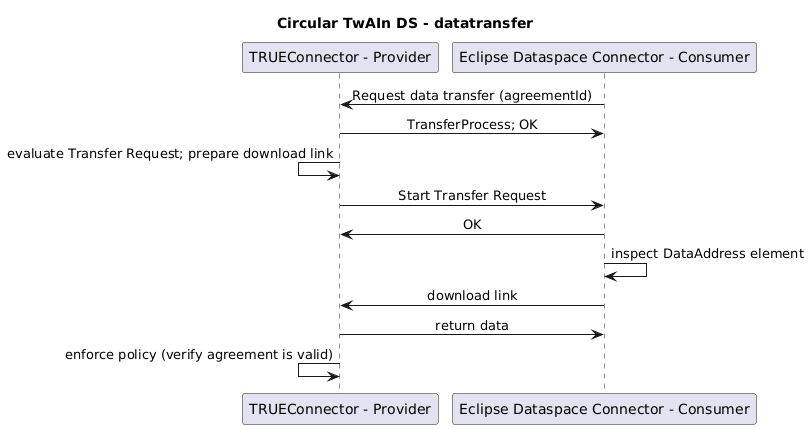 Circular TwAIn DS - datatransfer
TRUEConnector - Provider
Eclipse Dataspace Connector - Consumer
Request data transfer (agreementId)
TransferProcess; OK
evaluate Transfer Request; prepare download link
Start Transfer Request
OK
inspect DataAddress element
download link
return data
enforce policy (verify agreement is valid)
TRUEConnector - Provider
Eclipse Dataspace Connector - Consumer